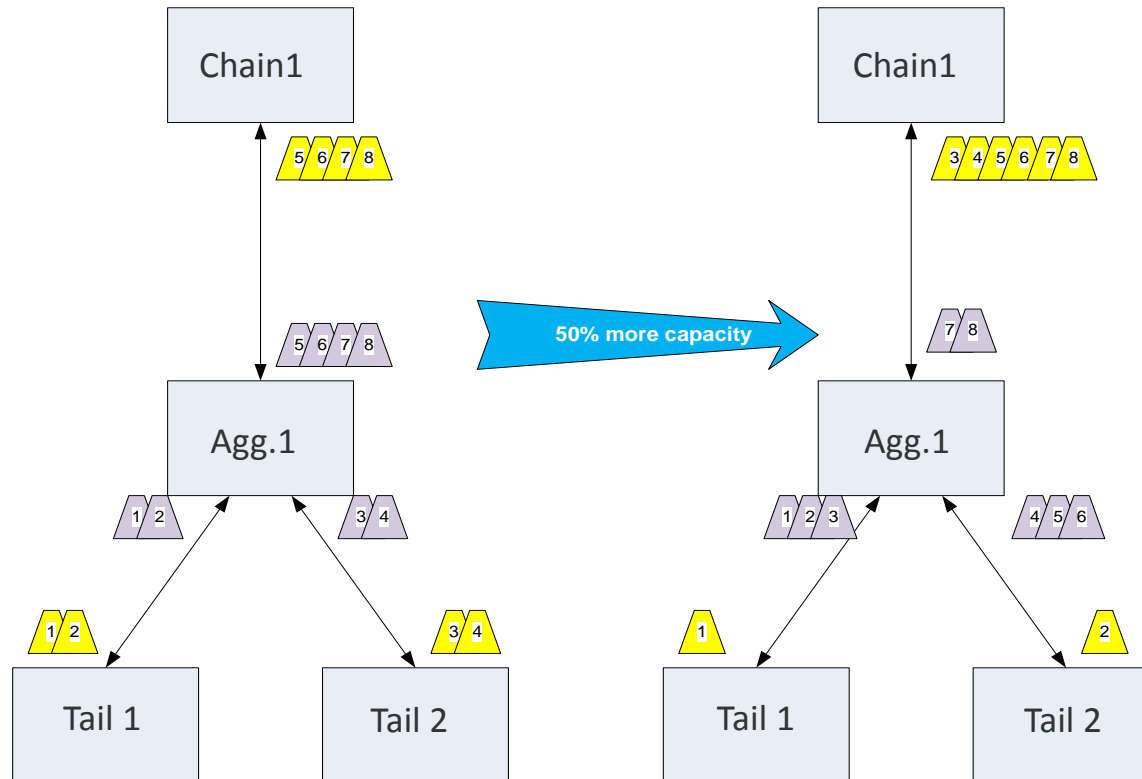 Chain1
Chain1
5 6 7 8
3 4 5 6 7 8
50% more capacity
5 6 7 8
7 8
Agg.1
Agg.1
1 2
3 4
1 2 3
4 5 6
1 2
3 4
1
2
Tail 1
Tail 2
Tail 1
Tail 2